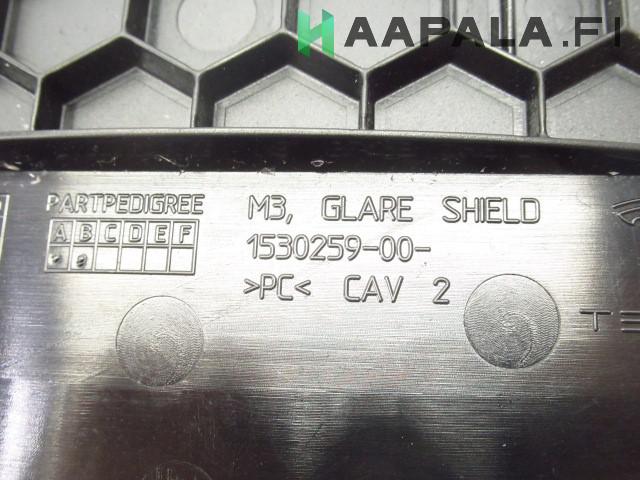 HAAPALA.FI
PARTPEDIGREE
A B C D E F
M3, GLARE SHIELD
1530259-00-
>PC< CAV 2